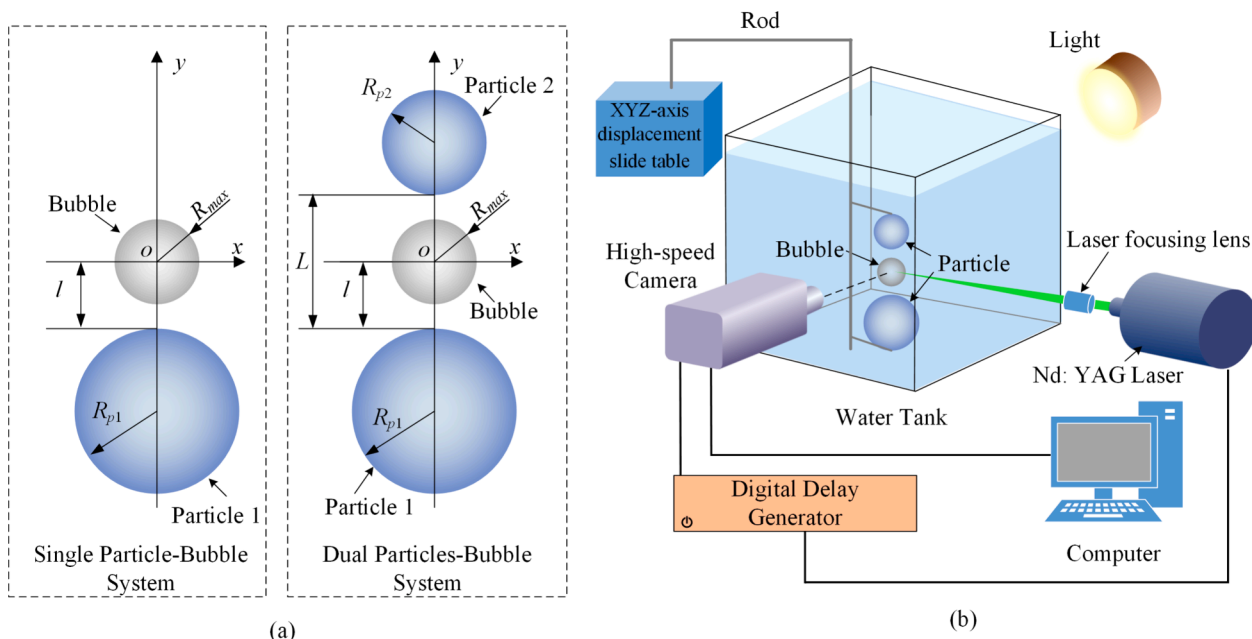 y
Bubble
R_max
o
x
l
R_p1
Particle 1
Single Particle-Bubble
System
y
R_p2
Particle 2
R_max
o
x
L
l
Bubble
R_p1
Particle 1
Dual Particles-Bubble
System
(a)
Rod
Light
XYZ-axis
displacement
slide table
High-speed
Camera
Bubble
Particle
Laser focusing lens
Nd: YAG Laser
Water Tank
Digital Delay
Generator
Computer
(b)